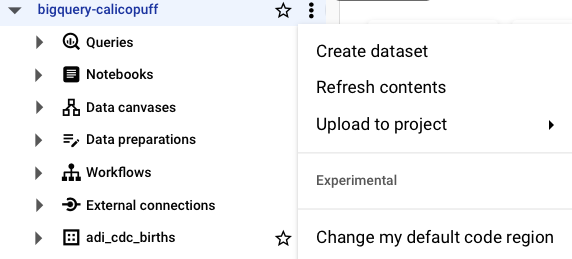 bigquery-calicopuff
Queries
Notebooks
Data canvases
Data preparations
Workflows
External connections
adi_cdc_births
Create dataset
Refresh contents
Upload to project
Experimental
Change my default code region